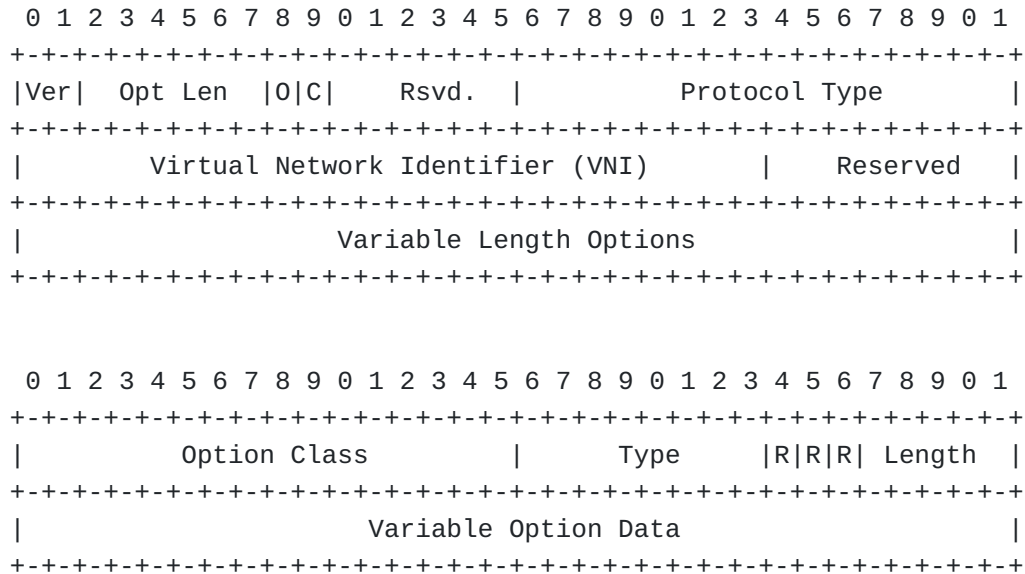 0 1 2 3 4 5 6 7 8 9 0 1 2 3 4 5 6 7 8 9 0 1 2 3 4 5 6 7 8 9 0 1
+-+-+-+-+-+-+-+-+-+-+-+-+-+-+-+-+-+-+-+-+-+-+-+-+-+-+-+-+-+-+-+-+
|Ver|  Opt Len  |O|C|    Rsvd.  |          Protocol Type        |
+-+-+-+-+-+-+-+-+-+-+-+-+-+-+-+-+-+-+-+-+-+-+-+-+-+-+-+-+-+-+-+-+
|        Virtual Network Identifier (VNI)       |    Reserved   |
+-+-+-+-+-+-+-+-+-+-+-+-+-+-+-+-+-+-+-+-+-+-+-+-+-+-+-+-+-+-+-+-+
|                    Variable Length Options                    |
+-+-+-+-+-+-+-+-+-+-+-+-+-+-+-+-+-+-+-+-+-+-+-+-+-+-+-+-+-+-+-+-+
 0 1 2 3 4 5 6 7 8 9 0 1 2 3 4 5 6 7 8 9 0 1 2 3 4 5 6 7 8 9 0 1
+-+-+-+-+-+-+-+-+-+-+-+-+-+-+-+-+-+-+-+-+-+-+-+-+-+-+-+-+-+-+-+-+
|          Option Class         |      Type     |R|R|R| Length  |
+-+-+-+-+-+-+-+-+-+-+-+-+-+-+-+-+-+-+-+-+-+-+-+-+-+-+-+-+-+-+-+-+
|                      Variable Option Data                     |
+-+-+-+-+-+-+-+-+-+-+-+-+-+-+-+-+-+-+-+-+-+-+-+-+-+-+-+-+-+-+-+-+